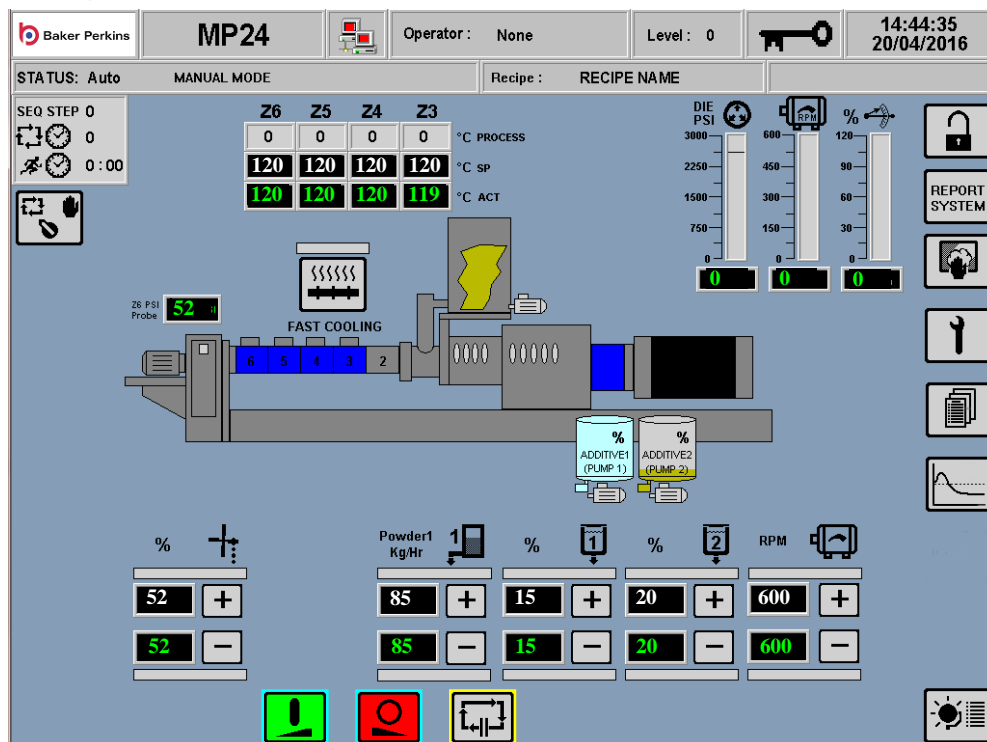 Baker Perkins MP24 Operator : None Level : 0 14:44:35
20/04/2016
STATUS: Auto MANUAL MODE Recipe : RECIPE NAME
SEQ STEP 0
0
0:00
Z6 Z5 Z4 Z3
0 0 0 0 °C PROCESS
120 120 120 120 °C SP
120 120 120 119 °C ACT
DIE
PSI
RPM
%
3000 600 120
2250 450 90
1500 300 60
750 150 30
0 0 0
0 0 0
REPORT
SYSTEM
Z6 PSI
Probe
52
FAST COOLING
6 5 4 3 2
% %
ADDITIVE1 ADDITIVE2
(PUMP 1) (PUMP 2)
% Powder1
Kg/Hr 1 % 1 % 2 RPM
52 + 85 + 15 + 20 + 600 +
52 − 85 − 15 − 20 − 600 −